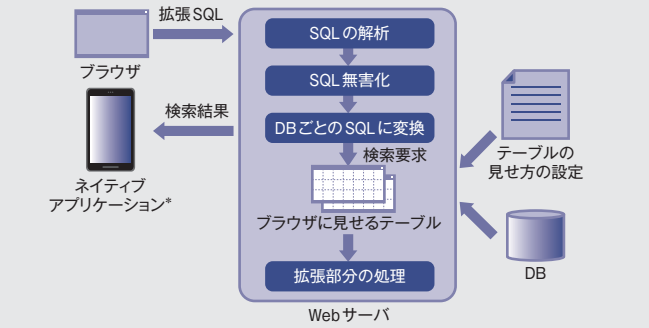 拡張SQL
ブラウザ
検索結果
ネイティブ
アプリケーション*
SQLの解析
SQL無害化
DBごとのSQLに変換
検索要求
ブラウザに見せるテーブル
拡張部分の処理
Webサーバ
テーブルの
見せ方の設定
DB